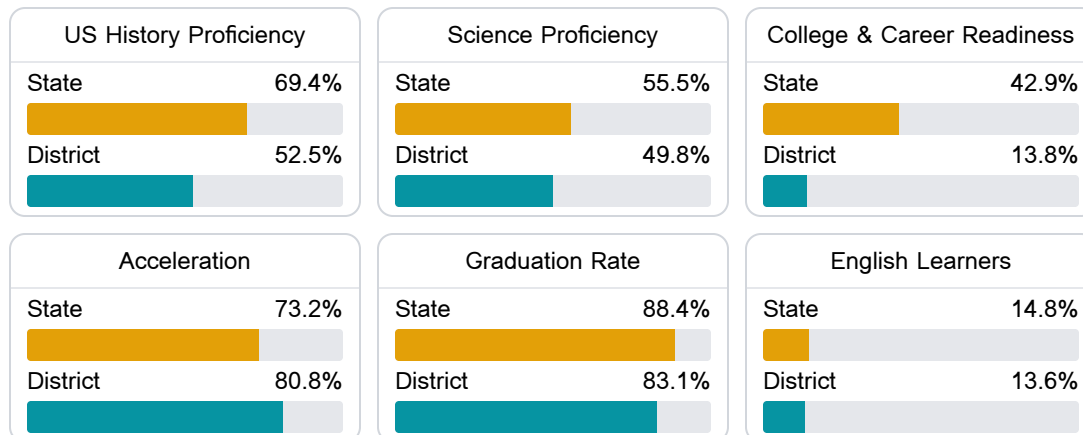 US History Proficiency
State 69.4%
District 52.5%
Science Proficiency
State 55.5%
District 49.8%
College & Career Readiness
State 42.9%
District 13.8%
Acceleration
State 73.2%
District 80.8%
Graduation Rate
State 88.4%
District 83.1%
English Learners
State 14.8%
District 13.6%